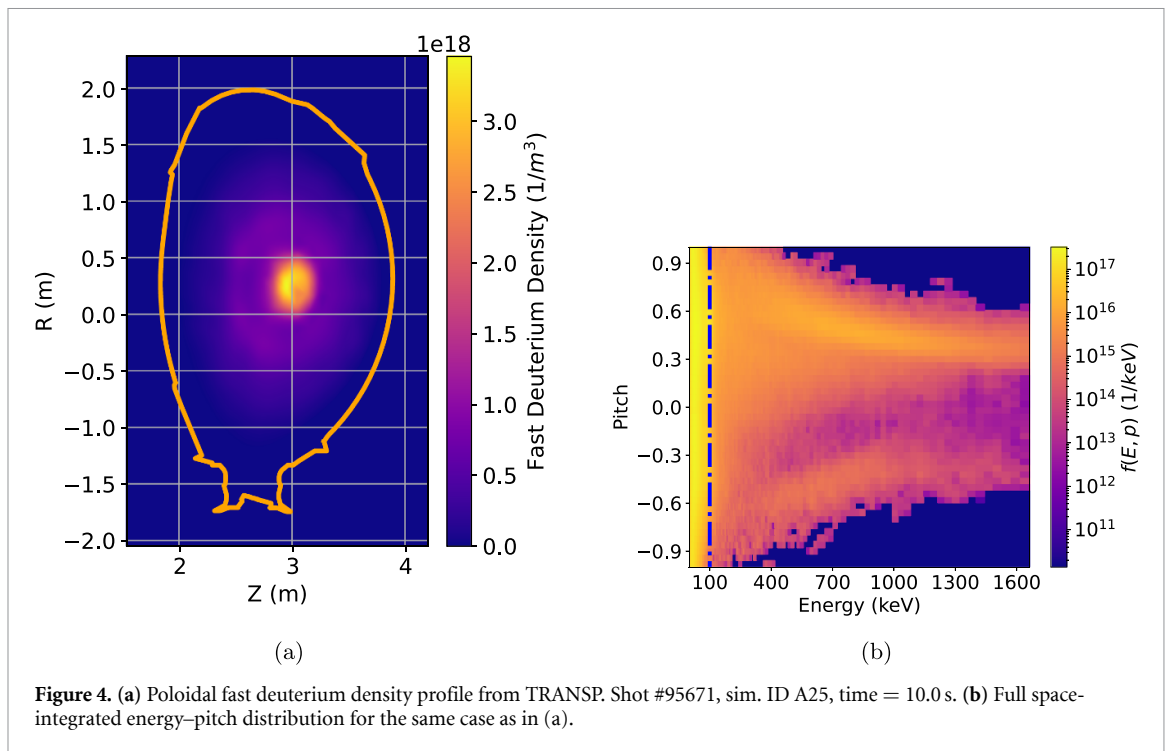 1e18
2.0
1.5
1.0
0.5
0.0
−0.5
−1.0
−1.5
−2.0
R (m)
2
3
4
Z (m)
3.0
2.5
2.0
1.5
1.0
0.5
0.0
Fast Deuterium Density (1/m³)
(a)
0.9
0.6
0.3
0.0
−0.3
−0.6
−0.9
Pitch
100 400 700 1000 1300 1600
Energy (keV)
10¹⁷
10¹⁶
10¹⁵
10¹⁴
10¹³
10¹²
10¹¹
f(E, p) (1/keV)
(b)
Figure 4. (a) Poloidal fast deuterium density profile from TRANSP. Shot #95671, sim. ID A25, time = 10.0 s. (b) Full space-
integrated energy–pitch distribution for the same case as in (a).